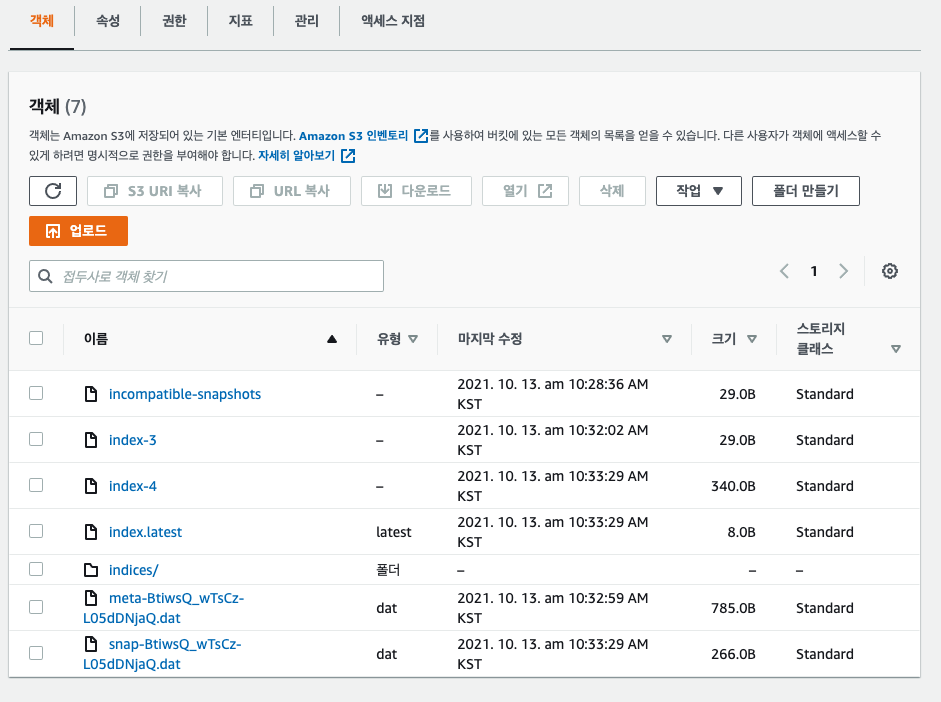 객체
속성
권한
지표
관리
액세스 지점
객체 (7)
객체는 Amazon S3에 저장되어 있는 기본 엔터티입니다. Amazon S3 인벤토리 를 사용하여 버킷에 있는 모든 객체의 목록을 얻을 수 있습니다. 다른 사용자가 객체에 액세스할 수
있게 하려면 명시적으로 권한을 부여해야 합니다. 자세히 알아보기
S3 URI 복사
URL 복사
다운로드
열기
삭제
작업
폴더 만들기
업로드
접두사로 객체 찾기
1
이름
유형
마지막 수정
크기
스토리지
클래스
incompatible-snapshots
–
2021. 10. 13. am 10:28:36 AM
KST
29.0B
Standard
index-3
–
2021. 10. 13. am 10:32:02 AM
KST
29.0B
Standard
index-4
–
2021. 10. 13. am 10:33:29 AM
KST
340.0B
Standard
index.latest
latest
2021. 10. 13. am 10:33:29 AM
KST
8.0B
Standard
indices/
폴더
–
–
–
meta-BtiwsQ_wTsCz-
L05dDNjaQ.dat
dat
2021. 10. 13. am 10:32:59 AM
KST
785.0B
Standard
snap-BtiwsQ_wTsCz-
L05dDNjaQ.dat
dat
2021. 10. 13. am 10:33:29 AM
KST
266.0B
Standard